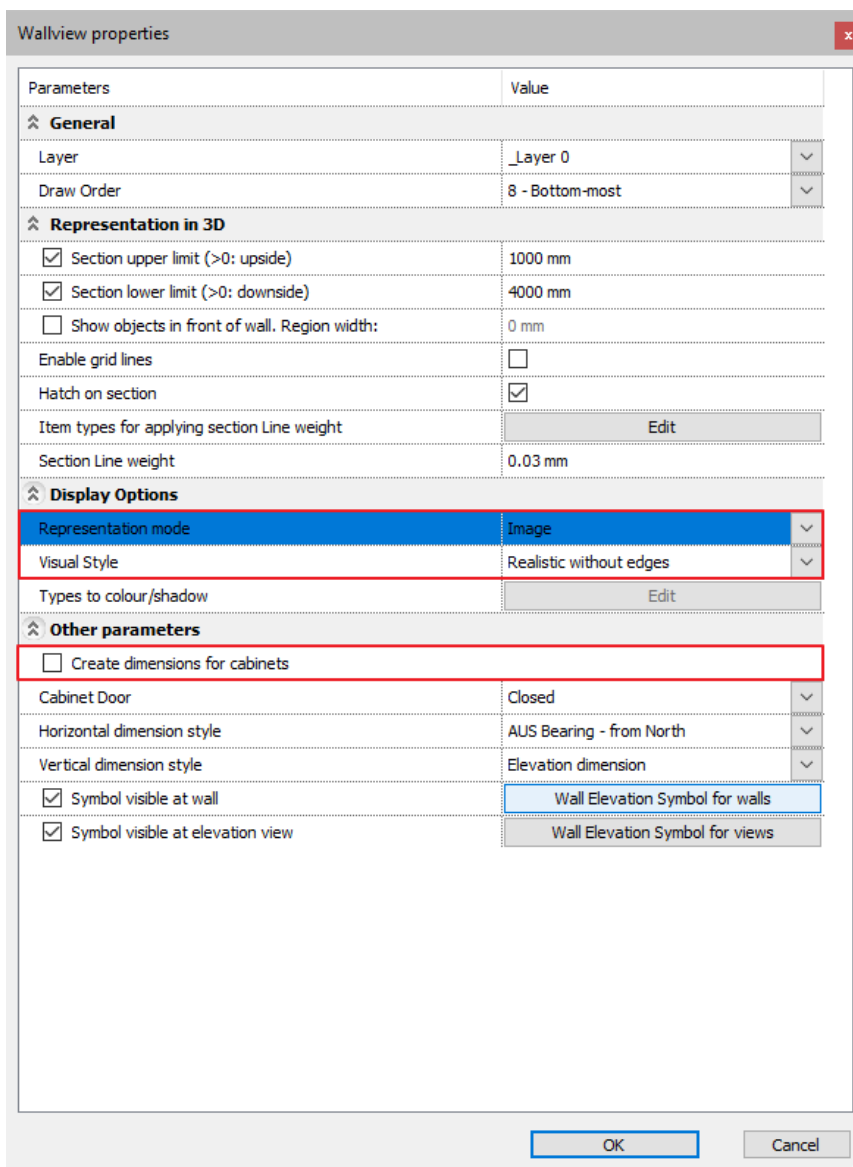 Wallview properties
x
Parameters Value
General
Layer _Layer 0
Draw Order 8 - Bottom-most
Representation in 3D
Section upper limit (>0: upside) 1000 mm
Section lower limit (>0: downside) 4000 mm
Show objects in front of wall. Region width: 0 mm
Enable grid lines
Hatch on section
Item types for applying section Line weight Edit
Section Line weight 0.03 mm
Display Options
Representation mode Image
Visual Style Realistic without edges
Types to colour/shadow Edit
Other parameters
Create dimensions for cabinets
Cabinet Door Closed
Horizontal dimension style AUS Bearing - from North
Vertical dimension style Elevation dimension
Symbol visible at wall Wall Elevation Symbol for walls
Symbol visible at elevation view Wall Elevation Symbol for views
OK Cancel